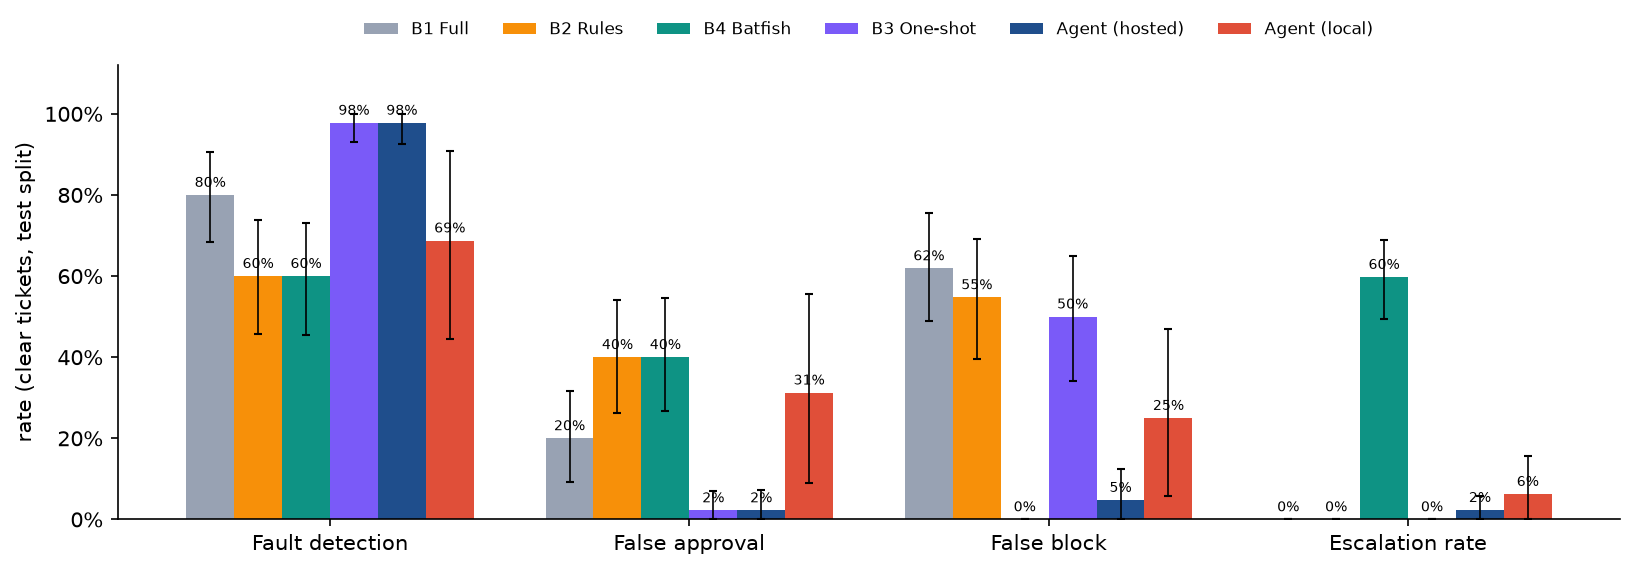 B1 Full B2 Rules B4 Batfish B3 One-shot Agent (hosted) Agent (local)
rate (clear tickets, test split)
100%
80%
60%
40%
20%
0%
80% 60% 60% 98% 98% 69%
20% 40% 40% 2% 2% 31%
62% 55% 0% 50% 5% 25%
0% 0% 60% 0% 2% 6%
Fault detection False approval False block Escalation rate